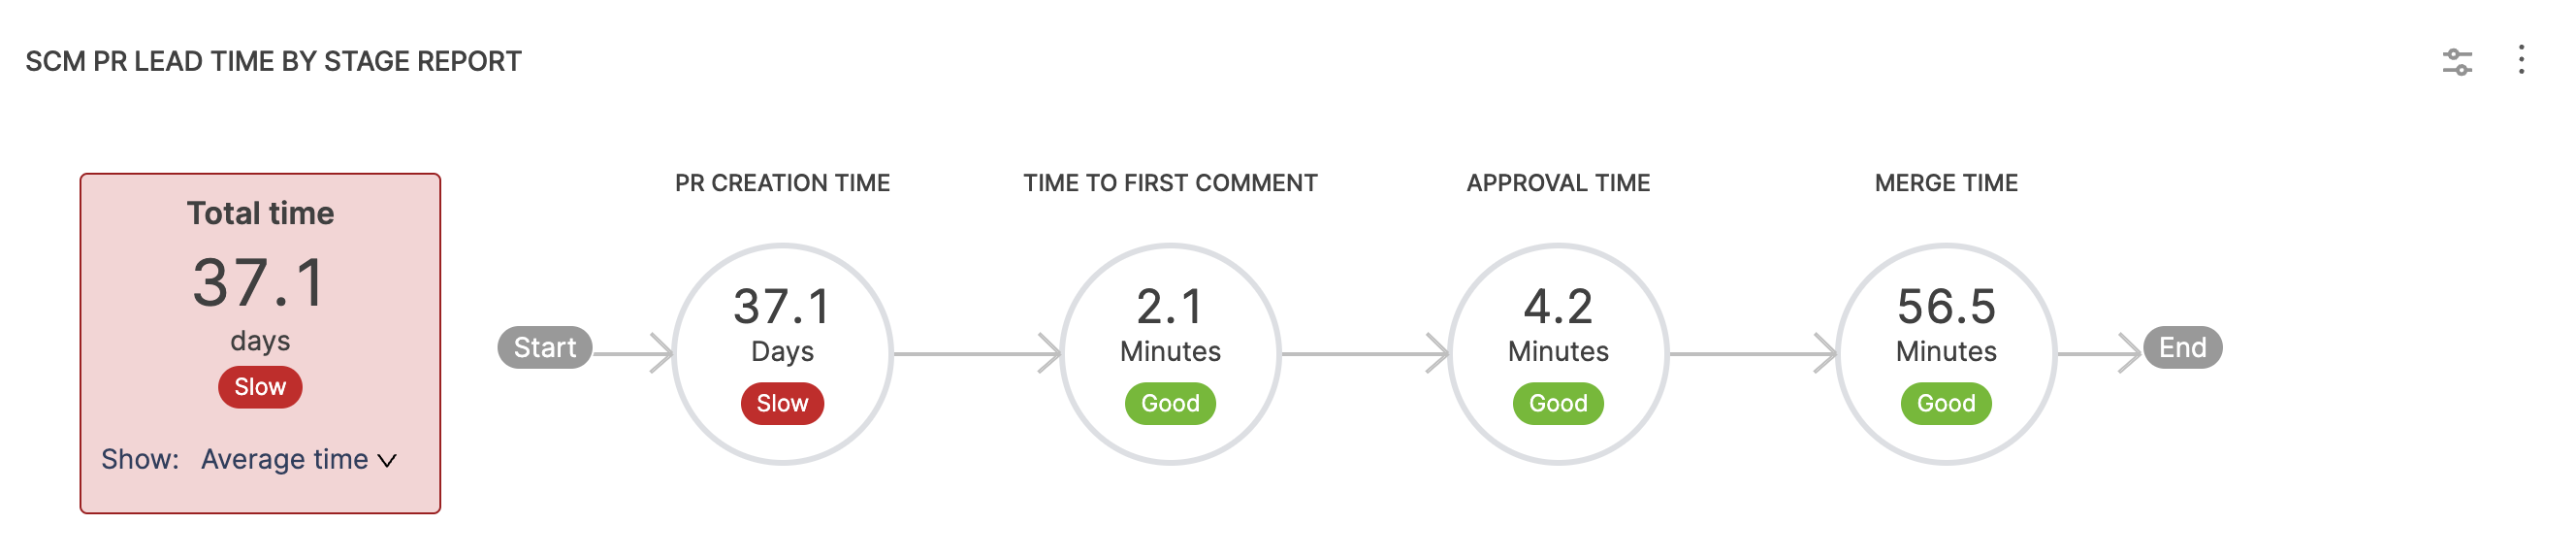 SCM PR LEAD TIME BY STAGE REPORT
Total time
37.1
days
Slow
Show: Average time
Start
PR CREATION TIME
37.1
Days
Slow
TIME TO FIRST COMMENT
2.1
Minutes
Good
APPROVAL TIME
4.2
Minutes
Good
MERGE TIME
56.5
Minutes
Good
End